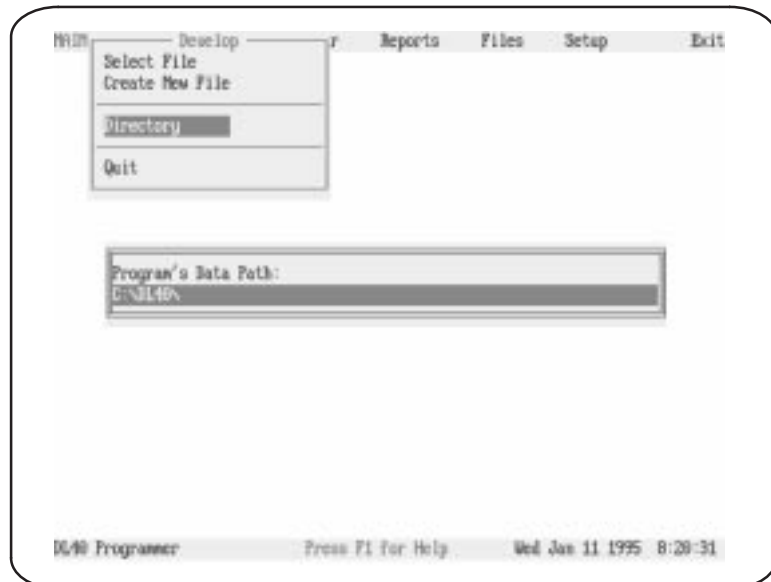 MAIN Develop r Reports Files Setup Exit
Select File
Create New File
Directory
Quit
Program's Data Path:
C:\DL40\
DL40 Programmer Press F1 for Help Wed Jan 11 1995 8:28:31